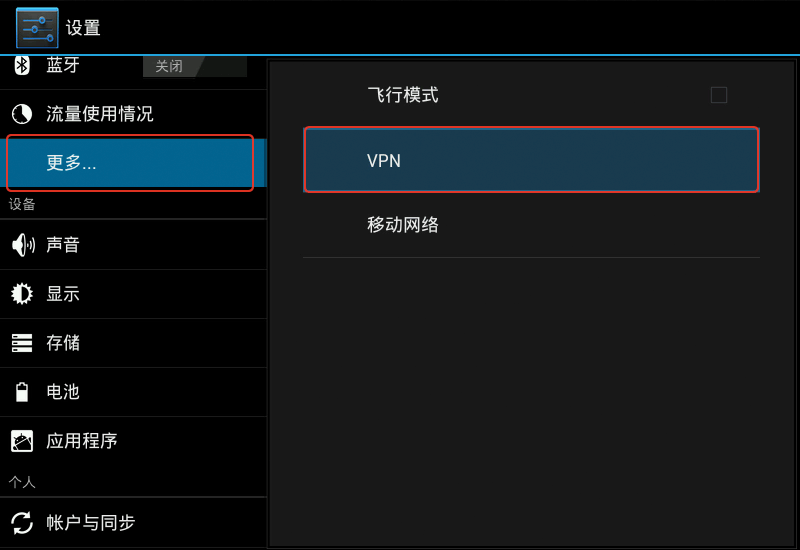 设置
蓝牙
关闭
流量使用情况
更多...
设备
声音
显示
存储
电池
应用程序
个人
帐户与同步
飞行模式
VPN
移动网络